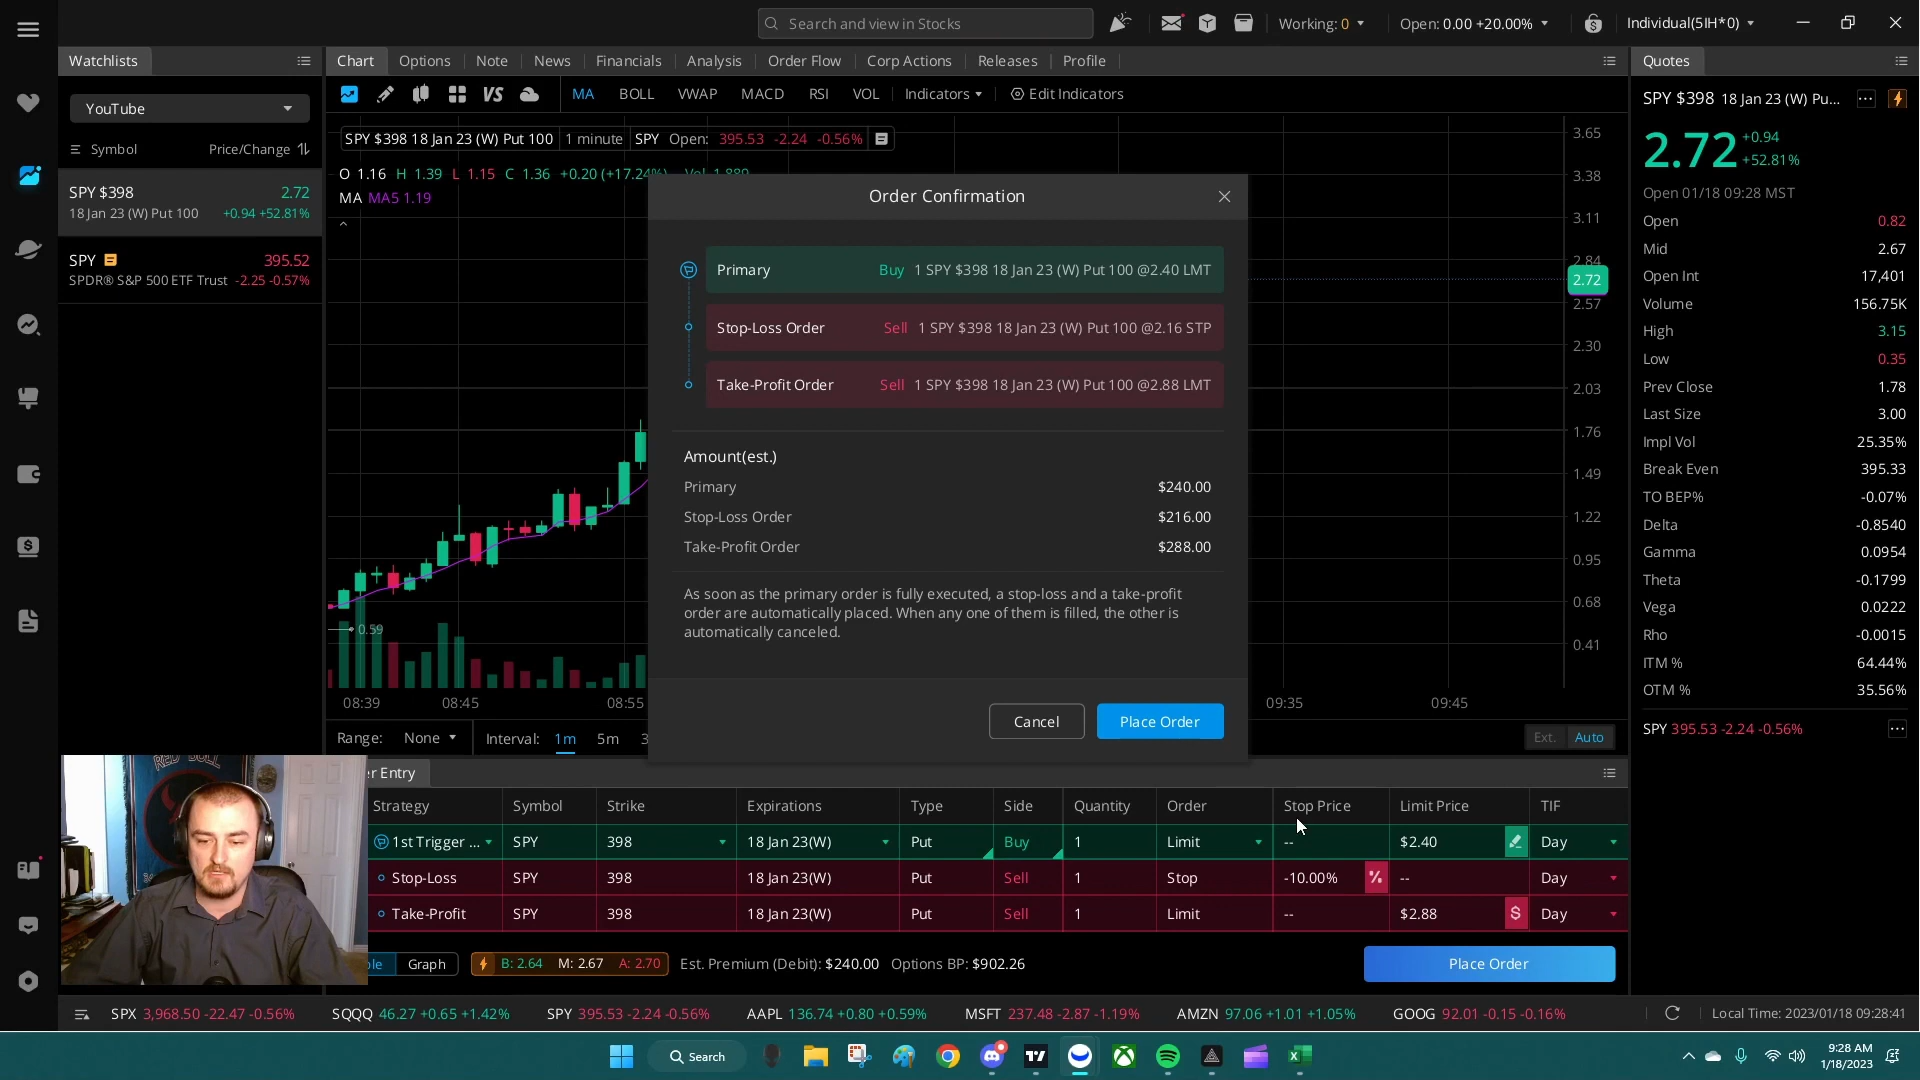 Search and view in Stocks
Working: 0
Open: 0.00 +20.00%
Individual(5IH*0)
Watchlists
Chart Options Note News Financials Analysis Order Flow Corp Actions Releases Profile
Quotes
YouTube
VS MA BOLL VWAP MACD RSI VOL Indicators Edit Indicators
SPY $398 18 Jan 23 (W) Pu...
Symbol Price/Change
SPY $398 18 Jan 23 (W) Put 100 1 minute SPY Open: 395.53 -2.24 -0.56%
2.72 +0.94
+52.81%
O 1.16 H 1.39 L 1.15 C 1.36 +0.20 (+17.24%) Vol 1,889
MA MA5 1.19
SPY $398 2.72
18 Jan 23 (W) Put 100 +0.94 +52.81%
SPY 395.52
SPDR® S&P 500 ETF Trust -2.25 -0.57%
Order Confirmation
Primary Buy 1 SPY $398 18 Jan 23 (W) Put 100 @2.40 LMT
Stop-Loss Order Sell 1 SPY $398 18 Jan 23 (W) Put 100 @2.16 STP
Take-Profit Order Sell 1 SPY $398 18 Jan 23 (W) Put 100 @2.88 LMT
Amount(est.)
Primary $240.00
Stop-Loss Order $216.00
Take-Profit Order $288.00
As soon as the primary order is fully executed, a stop-loss and a take-profit
order are automatically placed. When any one of them is filled, the other is
automatically canceled.
Cancel Place Order
3.65
3.38
3.11
2.84
2.72
2.57
2.30
2.03
1.76
1.49
1.22
0.95
0.68
0.41
0.59
08:39 08:45 08:55 09:35 09:45
Range: None Interval: 1m 5m 3
Ext. Auto
Open 01/18 09:28 MST
Open 0.82
Mid 2.67
Open Int 17,401
Volume 156.75K
High 3.15
Low 0.35
Prev Close 1.78
Last Size 3.00
Impl Vol 25.35%
Break Even 395.33
TO BEP% -0.07%
Delta -0.8540
Gamma 0.0954
Theta -0.1799
Vega 0.0222
Rho -0.0015
ITM % 64.44%
OTM % 35.56%
SPY 395.53 -2.24 -0.56%
RED BULL
er Entry
Strategy Symbol Strike Expirations Type Side Quantity Order Stop Price Limit Price TIF
1st Trigger ... SPY 398 18 Jan 23(W) Put Buy 1 Limit -- $2.40 Day
Stop-Loss SPY 398 18 Jan 23(W) Put Sell 1 Stop -10.00% % -- Day
Take-Profit SPY 398 18 Jan 23(W) Put Sell 1 Limit -- $2.88 $ Day
ble Graph B: 2.64 M: 2.67 A: 2.70 Est. Premium (Debit): $240.00 Options BP: $902.26 Place Order
SPX 3,968.50 -22.47 -0.56% SQQQ 46.27 +0.65 +1.42% SPY 395.53 -2.24 -0.56% AAPL 136.74 +0.80 +0.59% MSFT 237.48 -2.87 -1.19% AMZN 97.06 +1.01 +1.05% GOOG 92.01 -0.15 -0.16% Local Time: 2023/01/18 09:28:41
Search
9:28 AM
1/18/2023